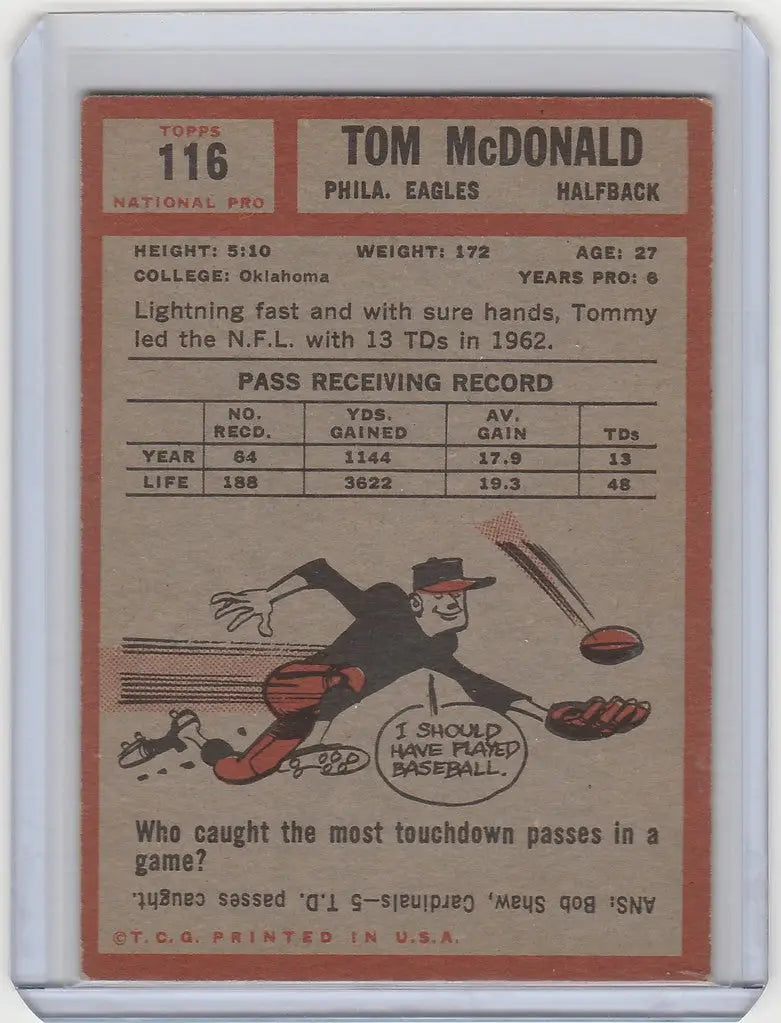 TOPPS
116
NATIONAL PRO
TOM McDONALD
PHILA. EAGLES HALFBACK
HEIGHT: 5:10 WEIGHT: 172 AGE: 27
COLLEGE: Oklahoma YEARS PRO: 6
Lightning fast and with sure hands, Tommy
led the N.F.L. with 13 TDs in 1962.
PASS RECEIVING RECORD
NO. RECD. YDS. GAINED AV. GAIN TDs
YEAR 64 1144 17.9 13
LIFE 188 3622 19.3 48
I SHOULD
HAVE PLAYED
BASEBALL.
Who caught the most touchdown passes in a
game?
ANS: Bob Shaw, Cardinals—5 T.D. passes caught.
©T.C.G. PRINTED IN U.S.A.